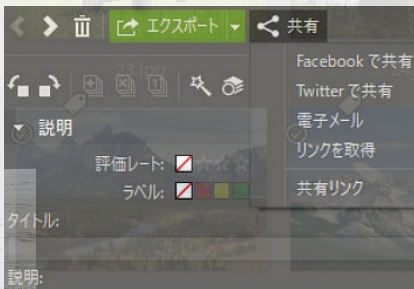 エクスポート
共有
Facebook で共有
Twitter で共有
電子メール
リンクを取得
共有リンク
23.jpg
説明
評価レート:
ラベル:
タイトル:
説明: